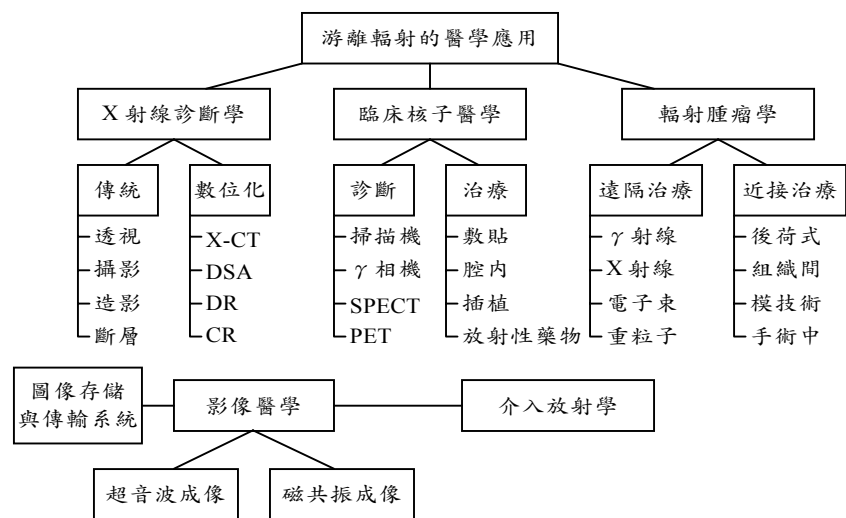 游離輻射的醫學應用
X 射線診斷學
臨床核子醫學
輻射腫瘤學
傳統
數位化
診斷
治療
遠隔治療
近接治療
透視
攝影
造影
斷層
X-CT
DSA
DR
CR
掃描機
γ 相機
SPECT
PET
敷貼
腔內
插植
放射性藥物
γ 射線
X 射線
電子束
重粒子
後荷式
組織間
模技術
手術中
圖像存儲
與傳輸系統
影像醫學
介入放射學
超音波成像
磁共振成像